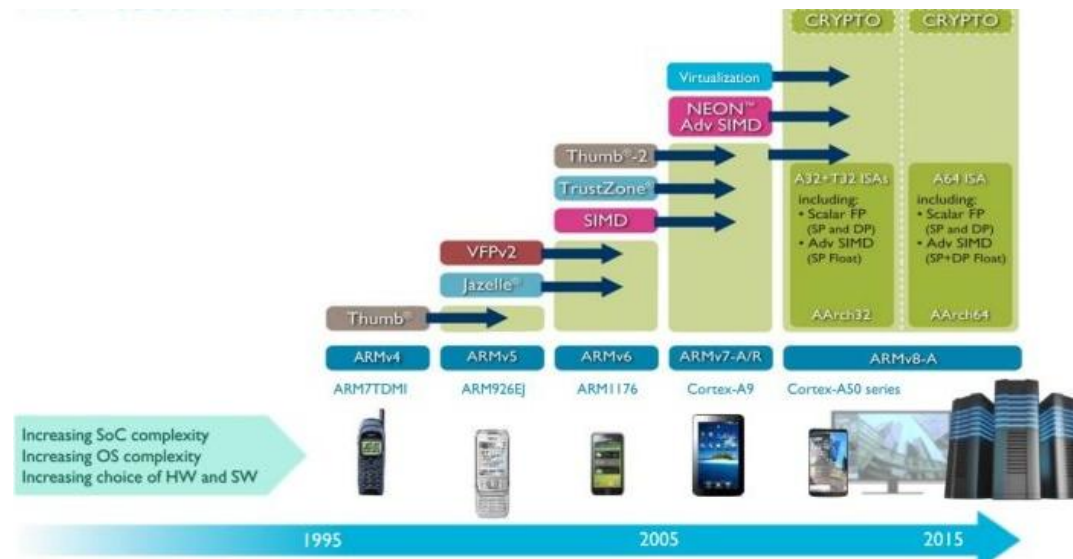 CRYPTO
CRYPTO
Virtualization
NEON™
Adv SIMD
Thumb®-2
TrustZone®
SIMD
VFPv2
Jazelle®
Thumb®
A32+T32 ISAs
including:
• Scalar FP
(SP and DP)
• Adv SIMD
(SP Float)
AArch32
A64 ISA
including:
• Scalar FP
(SP and DP)
• Adv SIMD
(SP+DP Float)
AArch64
ARMv4
ARMv5
ARMv6
ARMv7-A/R
ARMv8-A
ARM7TDMI
ARM926EJ
ARM1176
Cortex-A9
Cortex-A50 series
Increasing SoC complexity
Increasing OS complexity
Increasing choice of HW and SW
1995
2005
2015